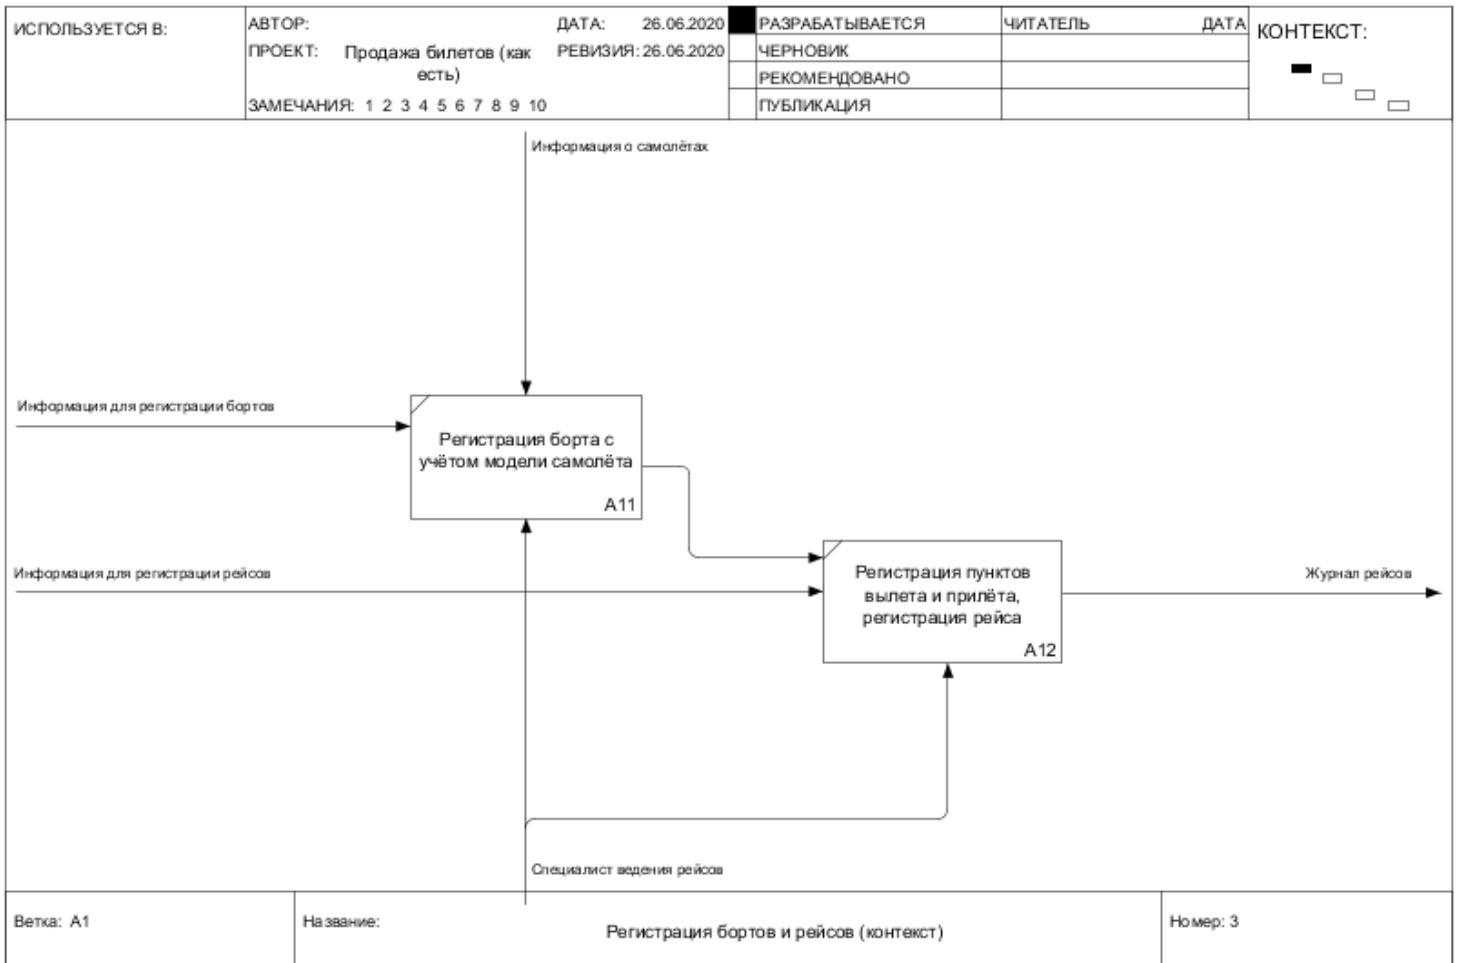 ИСПОЛЬЗУЕТСЯ В:
АВТОР:
ДАТА: 26.06.2020
ПРОЕКТ: Продажа билетов (как
есть)
РЕВИЗИЯ: 26.06.2020
ЗАМЕЧАНИЯ: 1 2 3 4 5 6 7 8 9 10
РАЗРАБАТЫВАЕТСЯ
ЧЕРНОВИК
РЕКОМЕНДОВАНО
ПУБЛИКАЦИЯ
ЧИТАТЕЛЬ ДАТА
КОНТЕКСТ:
Информация о самолётах
Информация для регистрации бортов
Регистрация борта с
учётом модели самолёта
A11
Информация для регистрации рейсов
Регистрация пунктов
вылета и прилёта,
регистрация рейса
A12
Журнал рейсов
Специалист ведения рейсов
Ветка: A1
Название:
Регистрация бортов и рейсов (контекст)
Номер: 3